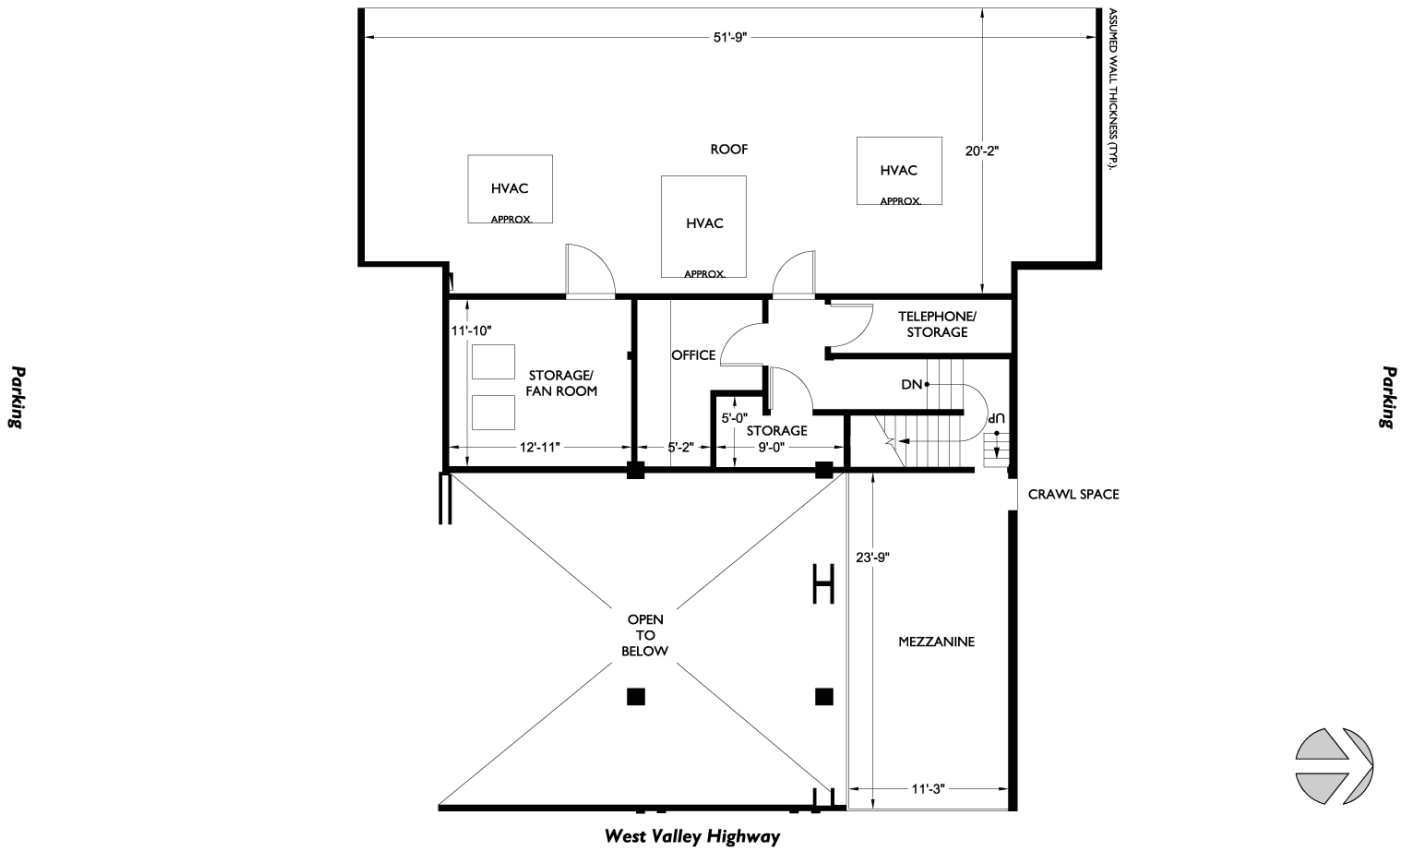 51'-9"
ASSUMED WALL THICKNESS (TYP.).
ROOF
20'-2"
HVAC
APPROX.
HVAC
APPROX.
HVAC
APPROX.
11'-10"
TELEPHONE/
STORAGE
OFFICE
STORAGE/
FAN ROOM
DN
UP
5'-0"
STORAGE
12'-11"
5'-2"
9'-0"
Parking
Parking
CRAWL SPACE
23'-9"
OPEN
TO
BELOW
MEZZANINE
11'-3"
West Valley Highway